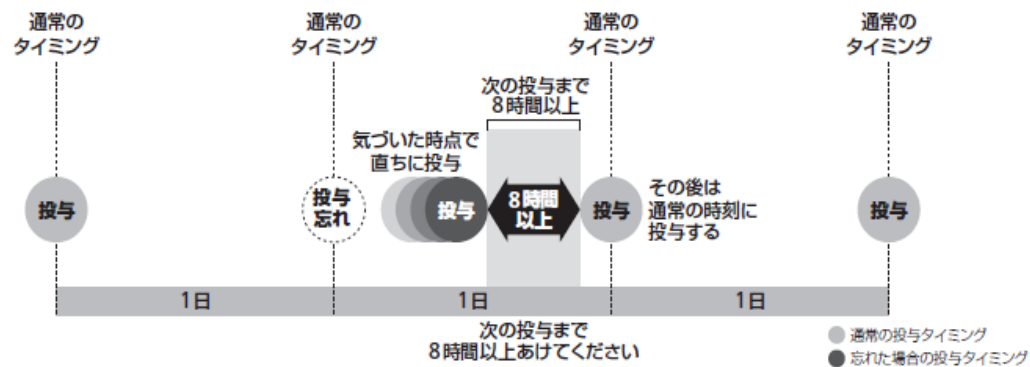 通常の
タイミング
通常の
タイミング
通常の
タイミング
通常の
タイミング
次の投与まで
8時間以上
気づいた時点で
直ちに投与
投与
投与
忘れ
投与
8時間
以上
投与
その後は
通常の時刻に
投与する
投与
1日
1日
1日
次の投与まで
8時間以上あけてください
通常の投与タイミング
忘れた場合の投与タイミング